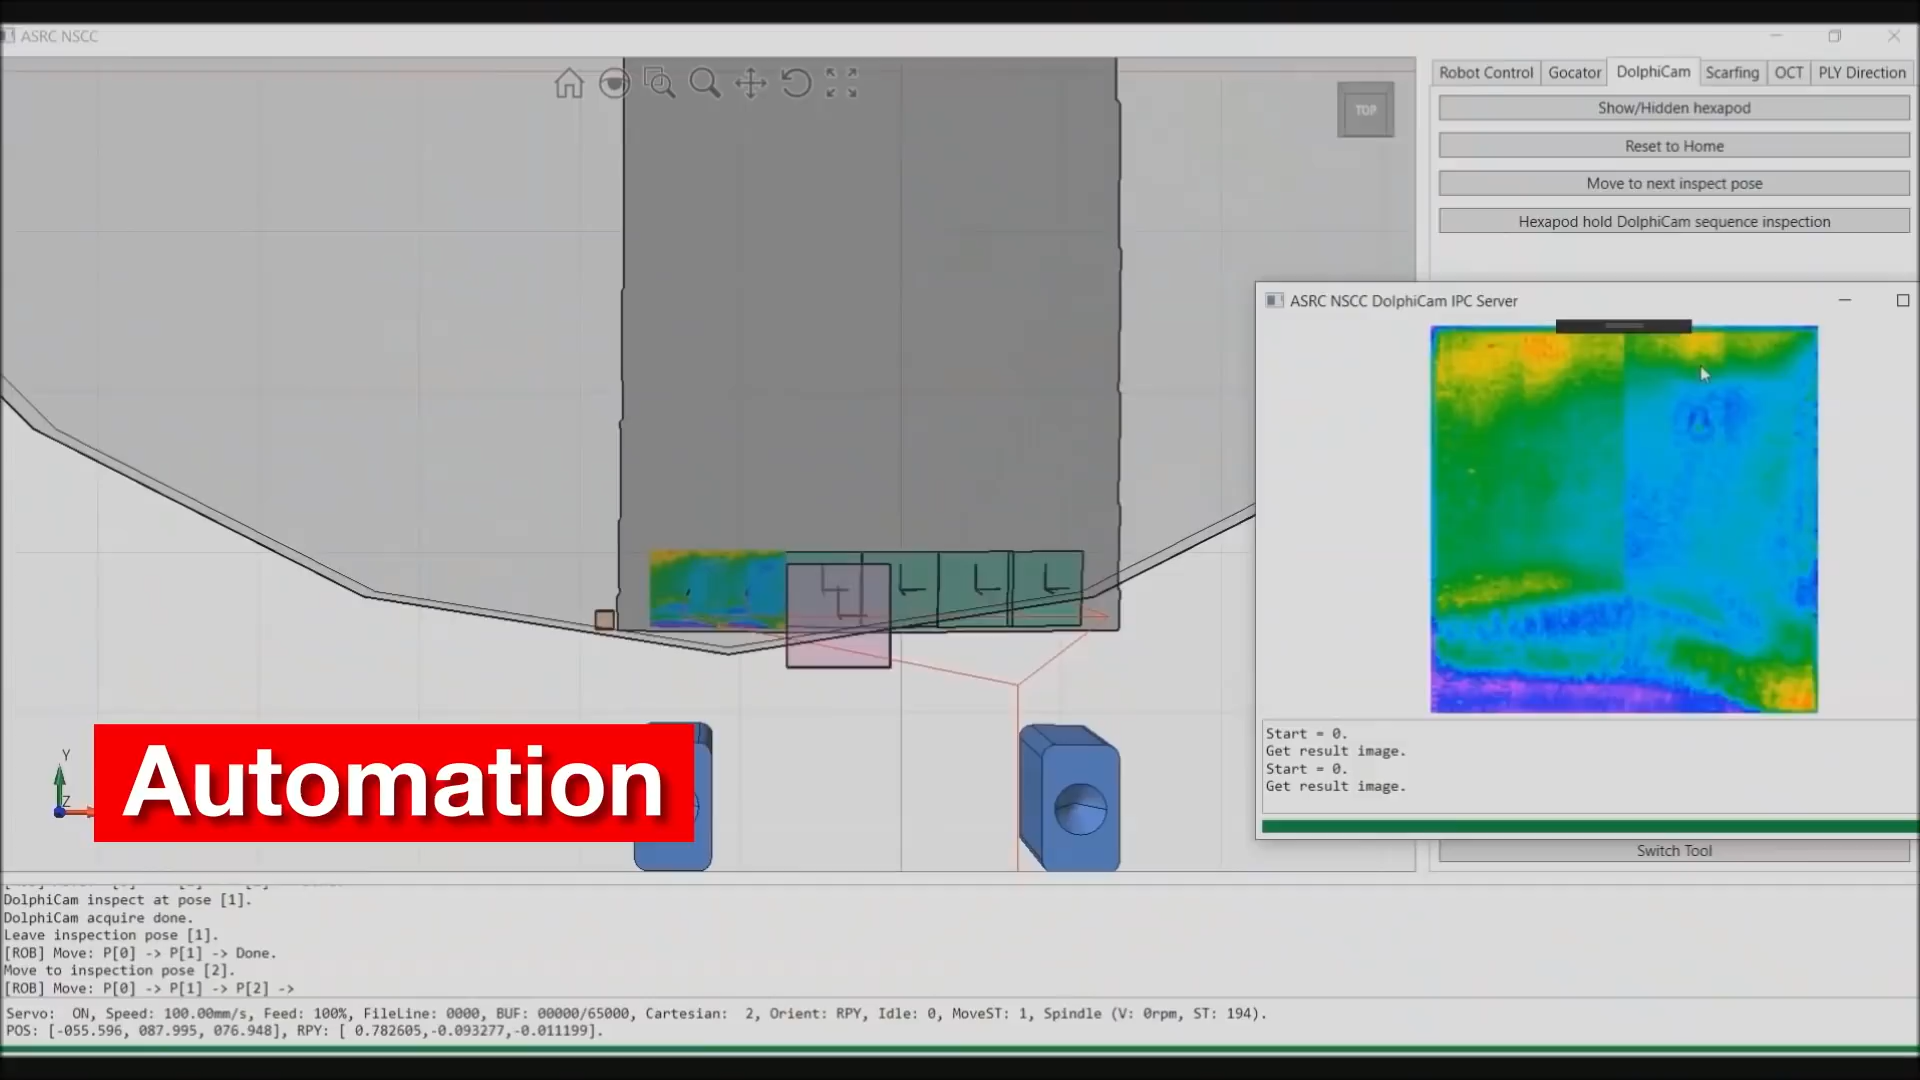 ASRC NSCC
Robot Control
Gocator
DolphiCam
Scarfing
OCT
PLY Direction
TOP
Show/Hidden hexapod
Reset to Home
Move to next inspect pose
Hexapod hold DolphiCam sequence inspection
ASRC NSCC DolphiCam IPC Server
Start = 0.
Get result image.
Start = 0.
Get result image.
Y
Z
Automation
Switch Tool
DolphiCam inspect at pose [1].
DolphiCam acquire done.
Leave inspection pose [1].
[ROB] Move: P[0] -> P[1] -> Done.
Move to inspection pose [2].
[ROB] Move: P[0] -> P[1] -> P[2] ->
Servo:  ON, Speed: 100.00mm/s, Feed: 100%, FileLine: 0000, BUF: 00000/65000, Cartesian:  2, Orient: RPY, Idle: 0, MoveST: 1, Spindle (V: 0rpm, ST: 194).
POS: [-055.596, 087.995, 076.948], RPY: [ 0.782605,-0.093277,-0.011199].